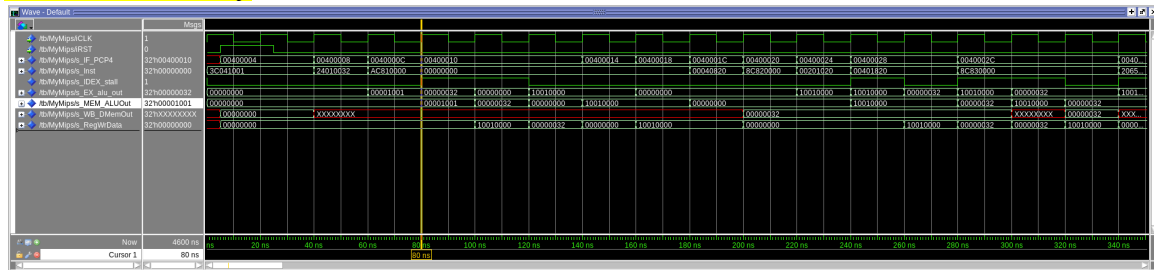 Wave - Default
Msgs
/tb/MyMips/iCLK 1
/tb/MyMips/iRST 0
/tb/MyMips/s_IF_PCP4 32'h00400010 00400004 00400008 0040000C 00400010 00400014 00400018 0040001C 00400020 00400024 00400028 0040002C 0040...
/tb/MyMips/s_Inst 32'h00000000 3C041001 24010032 AC810000 00000000 00040820 8C820000 00201020 00401820 8C830000 2065...
/tb/MyMips/s_IDEX_stall 1
/tb/MyMips/s_EX_alu_out 32'h00000032 00000000 00001001 00000032 00000000 10010000 00000000 10010000 10010000 00000032 10010000 00000032 1001...
/tb/MyMips/s_MEM_ALUOut 32'h00001001 00000000 00001001 00000032 00000000 10010000 00000000 10010000 00000032 10010000 00000032
/tb/MyMips/s_WB_DMemOut 32'hXXXXXXXX 00000000 XXXXXXXX 00000032 XXXXXXXX 00000032 XXX...
/tb/MyMips/s_RegWrData 32'h00000000 00000000 10010000 00000032 00000000 10010000 00000000 10010000 00000032 00000032 10010000 0000...
Now 4600 ns ns 20 ns 40 ns 60 ns 80 ns 100 ns 120 ns 140 ns 160 ns 180 ns 200 ns 220 ns 240 ns 260 ns 280 ns 300 ns 320 ns 340 ns
Cursor 1 80 ns 80 ns